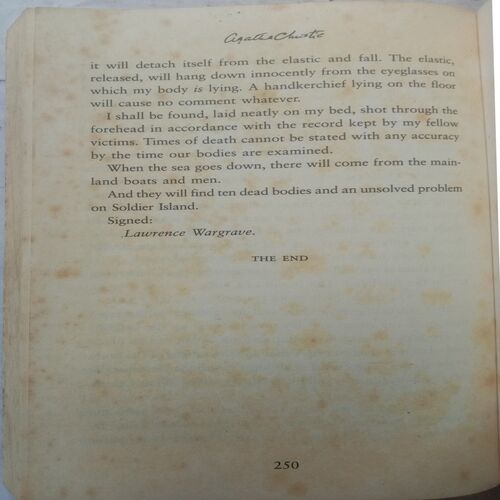 Agatha Christie
it will detach itself from the elastic and fall. The elastic,
released, will hang down innocently from the eyeglasses on
which my body is lying. A handkerchief lying on the floor
will cause no comment whatever.
I shall be found, laid neatly on my bed, shot through the
forehead in accordance with the record kept by my fellow
victims. Times of death cannot be stated with any accuracy
by the time our bodies are examined.
When the sea goes down, there will come from the main-
land boats and men.
And they will find ten dead bodies and an unsolved problem
on Soldier Island.
Signed:
Lawrence Wargrave.
THE END
250